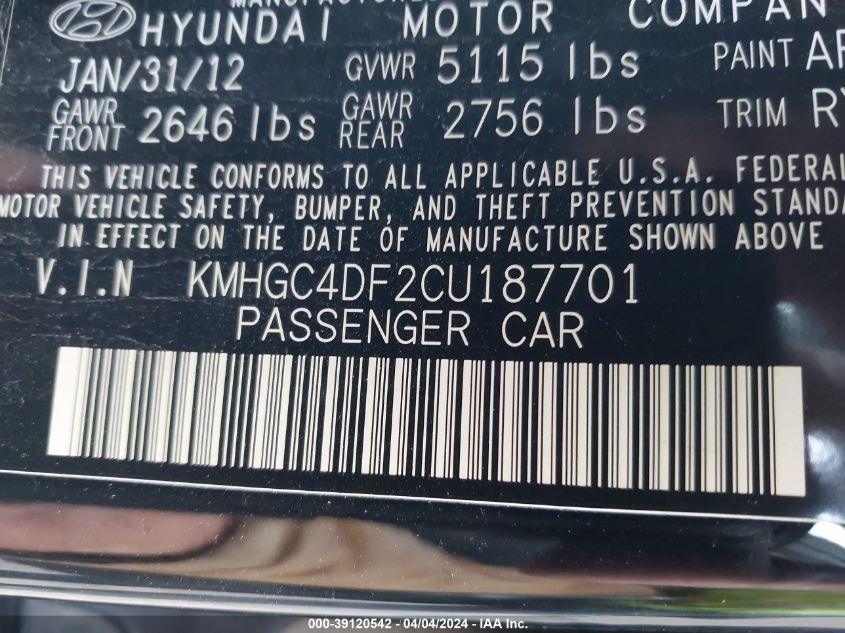 HYUNDAI MOTOR COMPAN
JAN/31/12 GVWR 5115 lbs PAINT
GAWR FRONT 2646 lbs GAWR REAR 2756 lbs TRIM
THIS VEHICLE CONFORMS TO ALL APPLICABLE U.S.A. FEDERAL
MOTOR VEHICLE SAFETY, BUMPER, AND THEFT PREVENTION STANDA
IN EFFECT ON THE DATE OF MANUFACTURE SHOWN ABOVE
V.I.N KMHGC4DF2CU187701
PASSENGER CAR
000-39120542 - 04/04/2024 - IAA Inc.